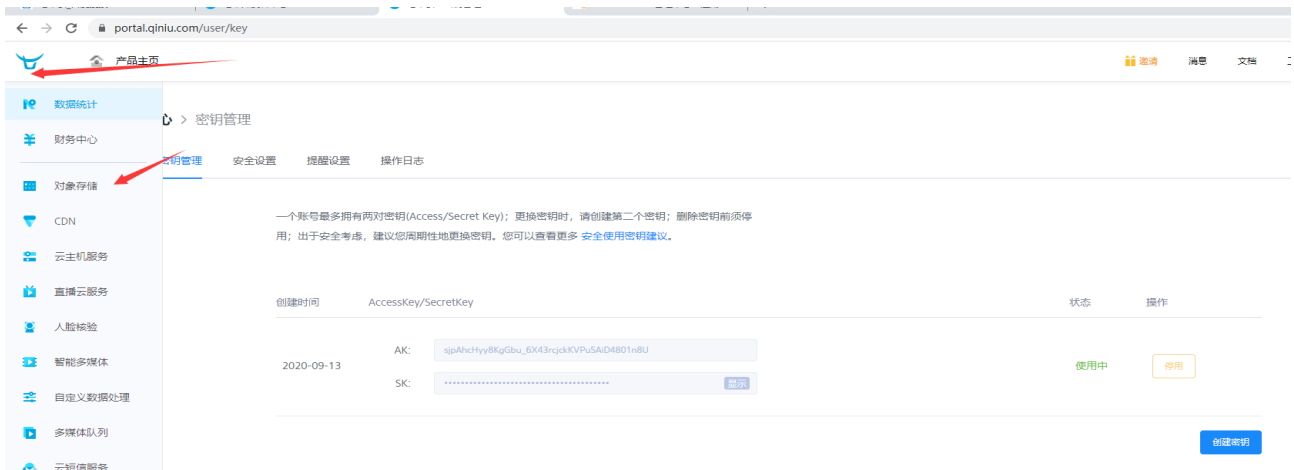 portal.qiniu.com/user/key
产品主页
邀请 消息 文档
数据统计
财务中心
对象存储
CDN
云主机服务
直播云服务
人脸核验
智能多媒体
自定义数据处理
多媒体队列
云短信服务
心 > 密钥管理
密钥管理 安全设置 提醒设置 操作日志
一个账号最多拥有两对密钥(Access/Secret Key)；更换密钥时，请创建第二个密钥；删除密钥前须停
用；出于安全考虑，建议您周期性地更换密钥。您可以查看更多 安全使用密钥建议。
创建时间 AccessKey/SecretKey 状态 操作
2020-09-13
AK: sjpAhcHyy8KgGbu_6X43rcjckKVPuSAiD4801n8U
SK: 显示
使用中 停用
创建密钥